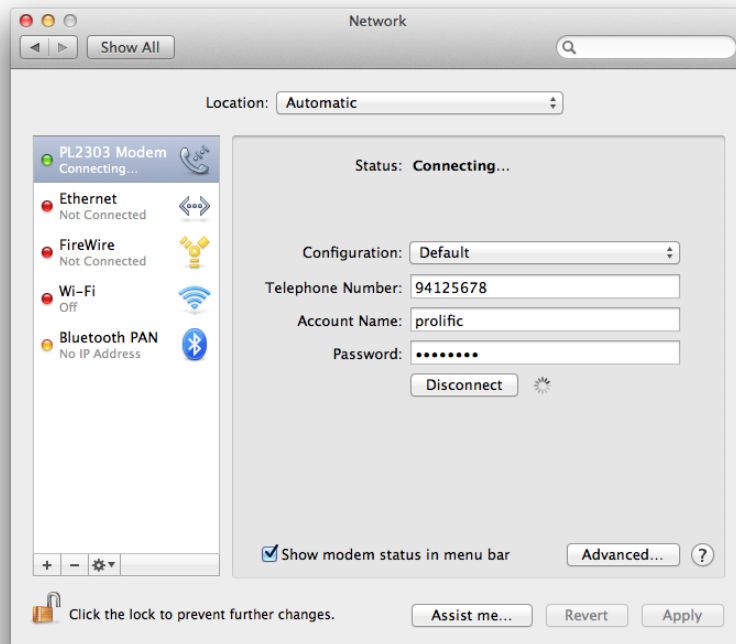 Network
Show All
Location: Automatic
PL2303 Modem
Connecting...
Ethernet
Not Connected
FireWire
Not Connected
Wi-Fi
Off
Bluetooth PAN
No IP Address
Status: Connecting...
Configuration: Default
Telephone Number: 94125678
Account Name: prolific
Password: ••••••••
Disconnect
Show modem status in menu bar
Advanced...
?
Click the lock to prevent further changes.
Assist me...
Revert
Apply